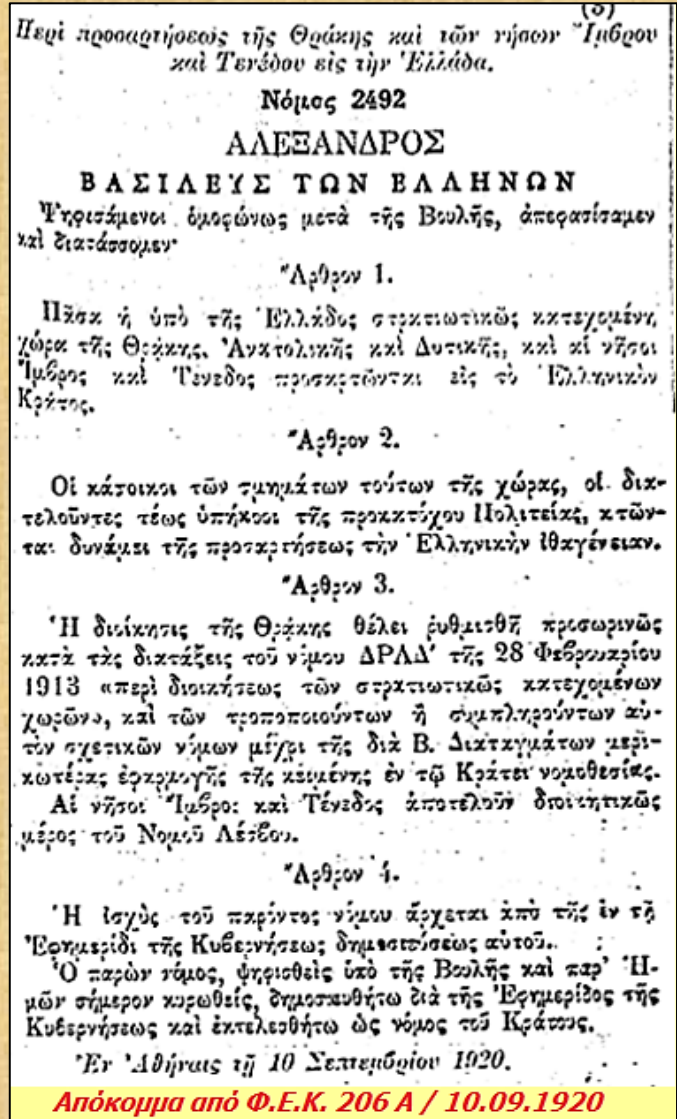 (δ)
Περὶ προσαρτήσεως τῆς Θράκης καὶ τῶν νήσων Ἴμβρου
καὶ Τενέδου εἰς τὴν Ἑλλάδα.
Νόμος 2492
ΑΛΕΞΑΝΔΡΟΣ
ΒΑΣΙΛΕΥΣ ΤΩΝ ΕΛΛΗΝΩΝ
Ψηφισάμενοι ὁμοφώνως μετὰ τῆς Βουλῆς, ἀπεφασίσαμεν
καὶ διατάσσομεν·
Ἄρθρον 1.
Πᾶσα ἡ ὑπὸ τῆς Ἑλλάδος στρατιωτικῶς κατεχομένη
χώρα τῆς Θράκης, Ἀνατολικῆς καὶ Δυτικῆς, καὶ αἱ νῆσοι
Ἴμβρος καὶ Τένεδος προσαρτῶνται εἰς τὸ Ἑλληνικὸν
Κράτος.
Ἄρθρον 2.
Οἱ κάτοικοι τῶν τμημάτων τούτων τῆς χώρας, οἱ δια-
τελοῦντες τέως ὑπήκοοι τῆς προκατόχου Πολιτείας, κτῶν-
ται δυνάμει τῆς προσαρτήσεως τὴν Ἑλληνικὴν ἰθαγένειαν.
Ἄρθρον 3.
Ἡ διοίκησις τῆς Θράκης θέλει ῥυθμισθῆ προσωρινῶς
κατὰ τὰς διατάξεις τοῦ νόμου ΔΡΛΔ' τῆς 28 Φεβρουαρίου
1913 «περὶ διοικήσεως τῶν στρατιωτικῶς κατεχομένων
χωρῶν», καὶ τῶν τροποποιούντων ἢ συμπληρούντων αὐ-
τὸν σχετικῶν νόμων μέχρι τῆς διὰ Β. Διαταγμάτων μερι-
κωτέρας ἐφαρμογῆς τῆς κειμένης ἐν τῷ Κράτει νομοθεσίας.
Αἱ νῆσοι Ἴμβρος καὶ Τένεδος ἀποτελοῦν διοικητικῶς
μέρος τοῦ Νομοῦ Λέσβου.
Ἄρθρον 4.
Ἡ ἰσχὺς τοῦ παρόντος νόμου ἄρχεται ἀπὸ τῆς ἐν τῇ
Ἐφημερίδι τῆς Κυβερνήσεως δημοσιεύσεως αὐτοῦ.
Ὁ παρὼν νόμος, ψηφισθεὶς ὑπὸ τῆς Βουλῆς καὶ παρ' Ἡ-
μῶν σήμερον κυρωθείς, δημοσιευθήτω διὰ τῆς Ἐφημερίδος τῆς
Κυβερνήσεως καὶ ἐκτελεσθήτω ὡς νόμος τοῦ Κράτους.
Ἐν Ἀθήναις τῇ 10 Σεπτεμβρίου 1920.
Απόκομμα από Φ.Ε.Κ. 206 Α / 10.09.1920